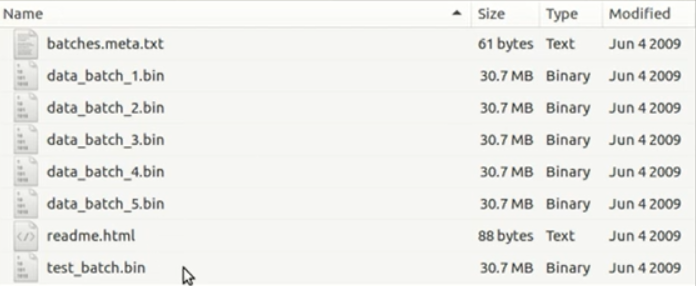 Name Size Type Modified
batches.meta.txt 61 bytes Text Jun 4 2009
data_batch_1.bin 30.7 MB Binary Jun 4 2009
data_batch_2.bin 30.7 MB Binary Jun 4 2009
data_batch_3.bin 30.7 MB Binary Jun 4 2009
data_batch_4.bin 30.7 MB Binary Jun 4 2009
data_batch_5.bin 30.7 MB Binary Jun 4 2009
readme.html 88 bytes Text Jun 4 2009
test_batch.bin 30.7 MB Binary Jun 4 2009